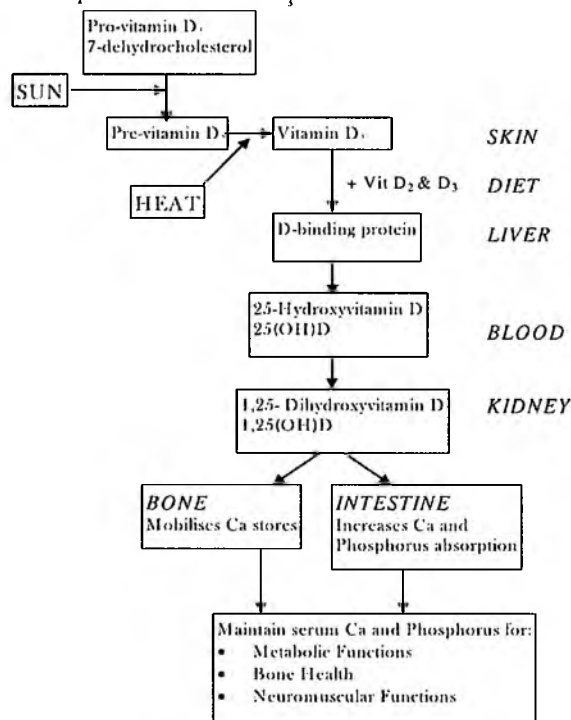 Pro-vitamin D₃
7-dehydrocholesterol
SUN
Pre-vitamin D
Vitamin D₃
SKIN
HEAT
+ Vit D₂ & D₃
DIET
D-binding protein
LIVER
25-Hydroxyvitamin D
25(OH)D
BLOOD
1,25- Dihydroxyvitamin D
1,25(OH)D
KIDNEY
BONE
Mobilises Ca stores
INTESTINE
Increases Ca and
Phosphorus absorption
Maintain serum Ca and Phosphorus for:
• Metabolic Functions
• Bone Health
• Neuromuscular Functions